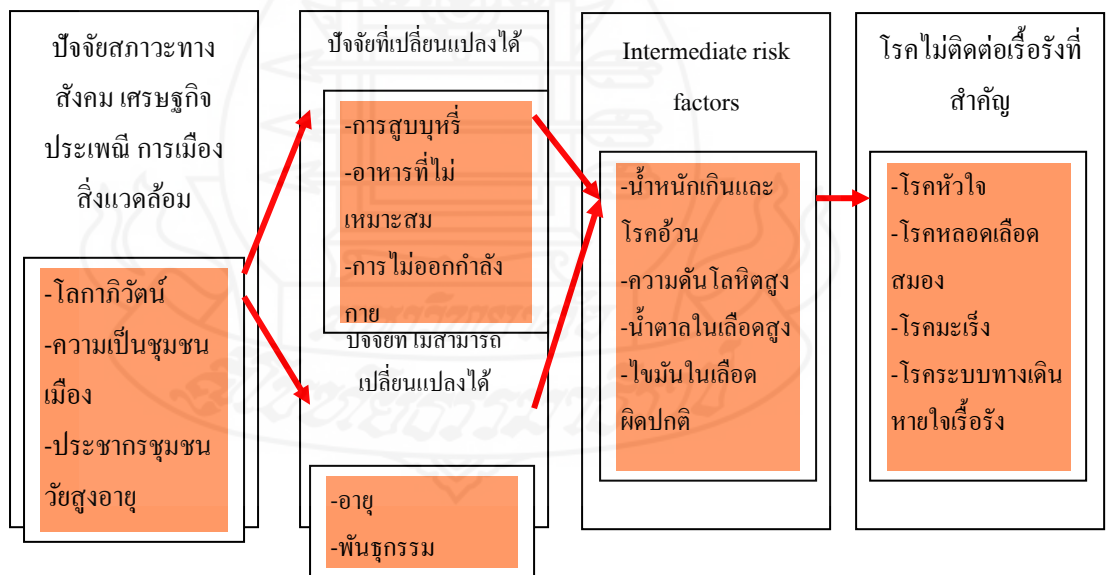 ปัจจัยสภาวะทาง
สังคม เศรษฐกิจ
ประเพณี การเมือง
สิ่งแวดล้อม
-โลกาภิวัตน์
-ความเป็นชุมชน
เมือง
-ประชากรชุมชน
วัยสูงอายุ
ปัจจัยที่เปลี่ยนแปลงได้
-การสูบบุหรี่
-อาหารที่ไม่
เหมาะสม
-การไม่ออกกำลัง
กาย
ปัจจัยที่ไม่สามารถ
เปลี่ยนแปลงได้
-อายุ
-พันธุกรรม
Intermediate risk
factors
-น้ำหนักเกินและ
โรคอ้วน
-ความดันโลหิตสูง
-น้ำตาลในเลือดสูง
-ไขมันในเลือด
ผิดปกติ
โรคไม่ติดต่อเรื้อรังที่
สำคัญ
-โรคหัวใจ
-โรคหลอดเลือด
สมอง
-โรคมะเร็ง
-โรคระบบทางเดิน
หายใจเรื้อรัง